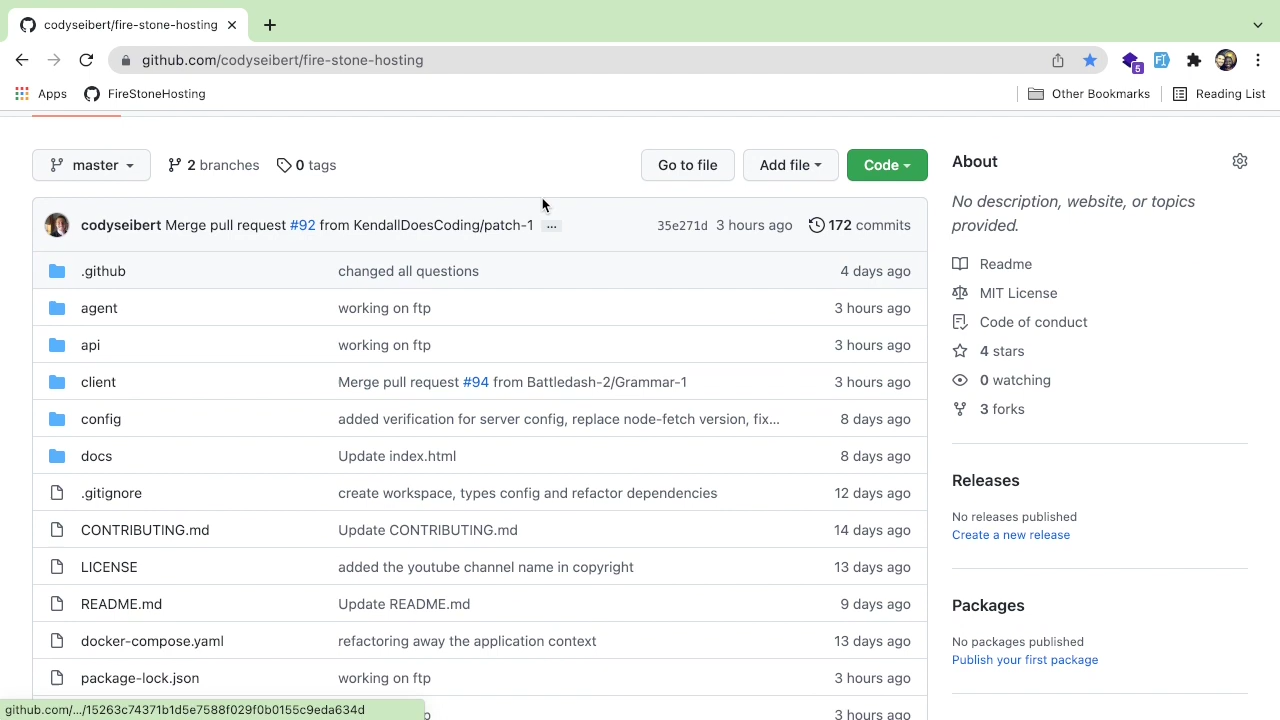 codyseibert/fire-stone-hosting
github.com/codyseibert/fire-stone-hosting
5
Apps FireStoneHosting Other Bookmarks Reading List
master 2 branches 0 tags Go to file Add file Code
codyseibert Merge pull request #92 from KendallDoesCoding/patch-1 ... 35e271d 3 hours ago 172 commits
.github changed all questions 4 days ago
agent working on ftp 3 hours ago
api working on ftp 3 hours ago
client Merge pull request #94 from Battledash-2/Grammar-1 3 hours ago
config added verification for server config, replace node-fetch version, fix... 8 days ago
docs Update index.html 8 days ago
.gitignore create workspace, types config and refactor dependencies 12 days ago
CONTRIBUTING.md Update CONTRIBUTING.md 14 days ago
LICENSE added the youtube channel name in copyright 13 days ago
README.md Update README.md 9 days ago
docker-compose.yaml refactoring away the application context 13 days ago
package-lock.json working on ftp 3 hours ago
3 hours ago
About
No description, website, or topics
provided.
Readme
MIT License
Code of conduct
4 stars
0 watching
3 forks
Releases
No releases published
Create a new release
Packages
No packages published
Publish your first package
github.com/.../15263c74371b1d5e7588f029f0b0155c9eda634d